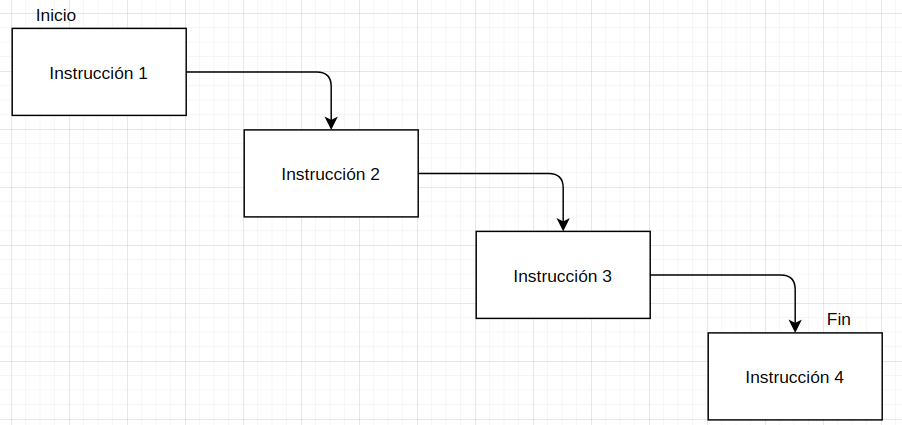 Inicio
Instrucción 1
Instrucción 2
Instrucción 3
Fin
Instrucción 4